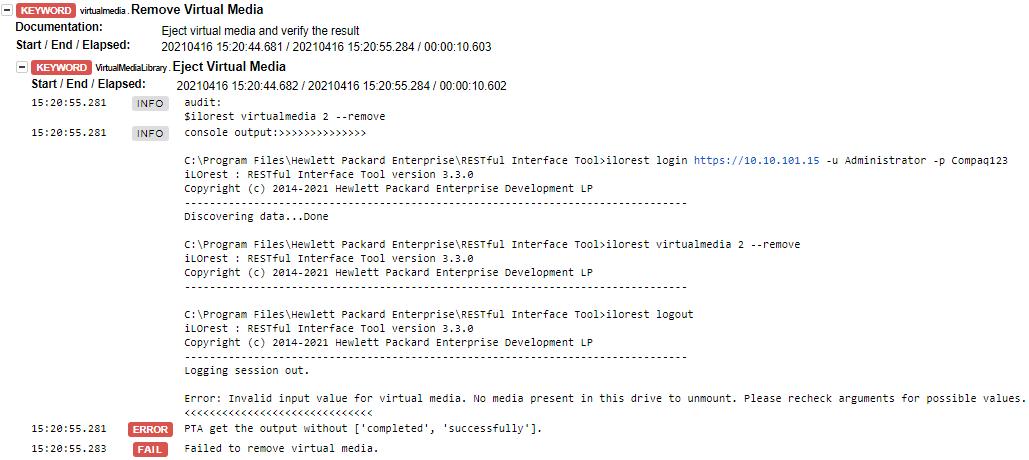 KEYWORD virtualmedia . Remove Virtual Media
Documentation: Eject virtual media and verify the result
Start / End / Elapsed: 20210416 15:20:44.681 / 20210416 15:20:55.284 / 00:00:10.603
KEYWORD VirtualMediaLibrary . Eject Virtual Media
Start / End / Elapsed: 20210416 15:20:44.682 / 20210416 15:20:55.284 / 00:00:10.602
15:20:55.281 INFO audit:
$ilorest virtualmedia 2 --remove
15:20:55.281 INFO console output:>>>>>>>>>>>>>>
C:\Program Files\Hewlett Packard Enterprise\RESTful Interface Tool>ilorest login https://10.10.101.15 -u Administrator -p Compaq123
iLOrest : RESTful Interface Tool version 3.3.0
Copyright (c) 2014-2021 Hewlett Packard Enterprise Development LP
--------------------------------------------------------------------------------
Discovering data...Done
C:\Program Files\Hewlett Packard Enterprise\RESTful Interface Tool>ilorest virtualmedia 2 --remove
iLOrest : RESTful Interface Tool version 3.3.0
Copyright (c) 2014-2021 Hewlett Packard Enterprise Development LP
--------------------------------------------------------------------------------
C:\Program Files\Hewlett Packard Enterprise\RESTful Interface Tool>ilorest logout
iLOrest : RESTful Interface Tool version 3.3.0
Copyright (c) 2014-2021 Hewlett Packard Enterprise Development LP
--------------------------------------------------------------------------------
Logging session out.
Error: Invalid input value for virtual media. No media present in this drive to unmount. Please recheck arguments for possible values.
<<<<<<<<<<<<<<<<<<<<<<<<<<<<<<
15:20:55.281 ERROR PTA get the output without ['completed', 'successfully'].
15:20:55.283 FAIL Failed to remove virtual media.